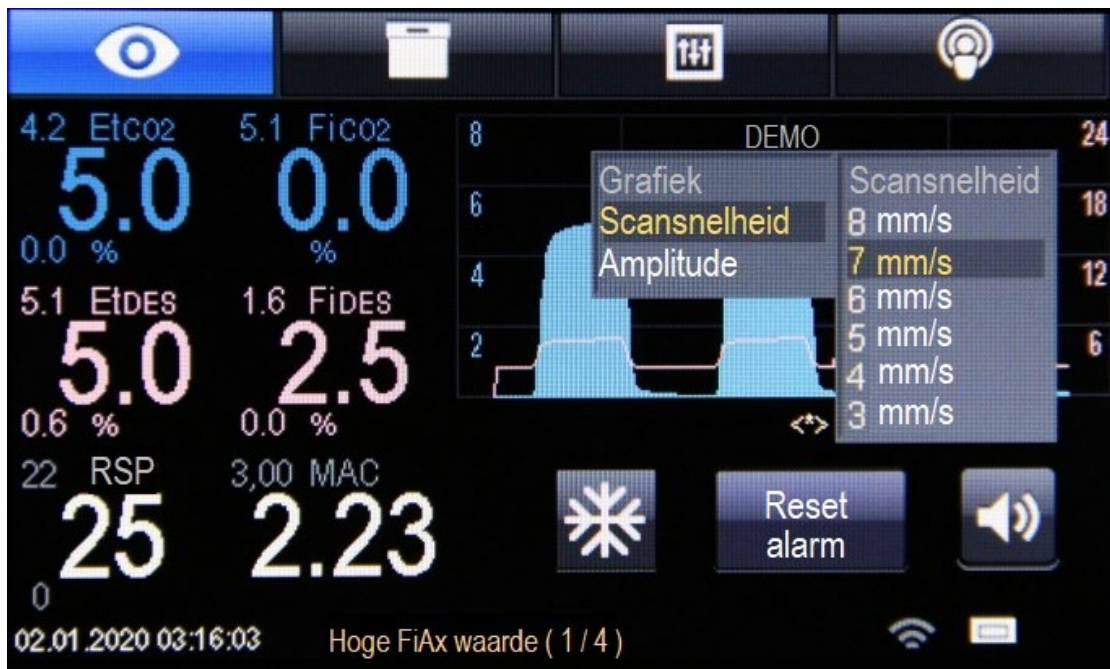 4.2 EtCO2
5.0
0.0 %
5.1 FiCO2
0.0
%
5.1 EtDES
5.0
0.6 %
1.6 FiDES
2.5
0.0 %
22 RSP
25
0
3,00 MAC
2.23
8
6
4
2
DEMO
24
18
12
6
Grafiek
Scansnelheid
Amplitude
Scansnelheid
8 mm/s
7 mm/s
6 mm/s
5 mm/s
4 mm/s
3 mm/s
<*>
Reset
alarm
02.01.2020 03:16:03
Hoge FiAx waarde ( 1 / 4 )